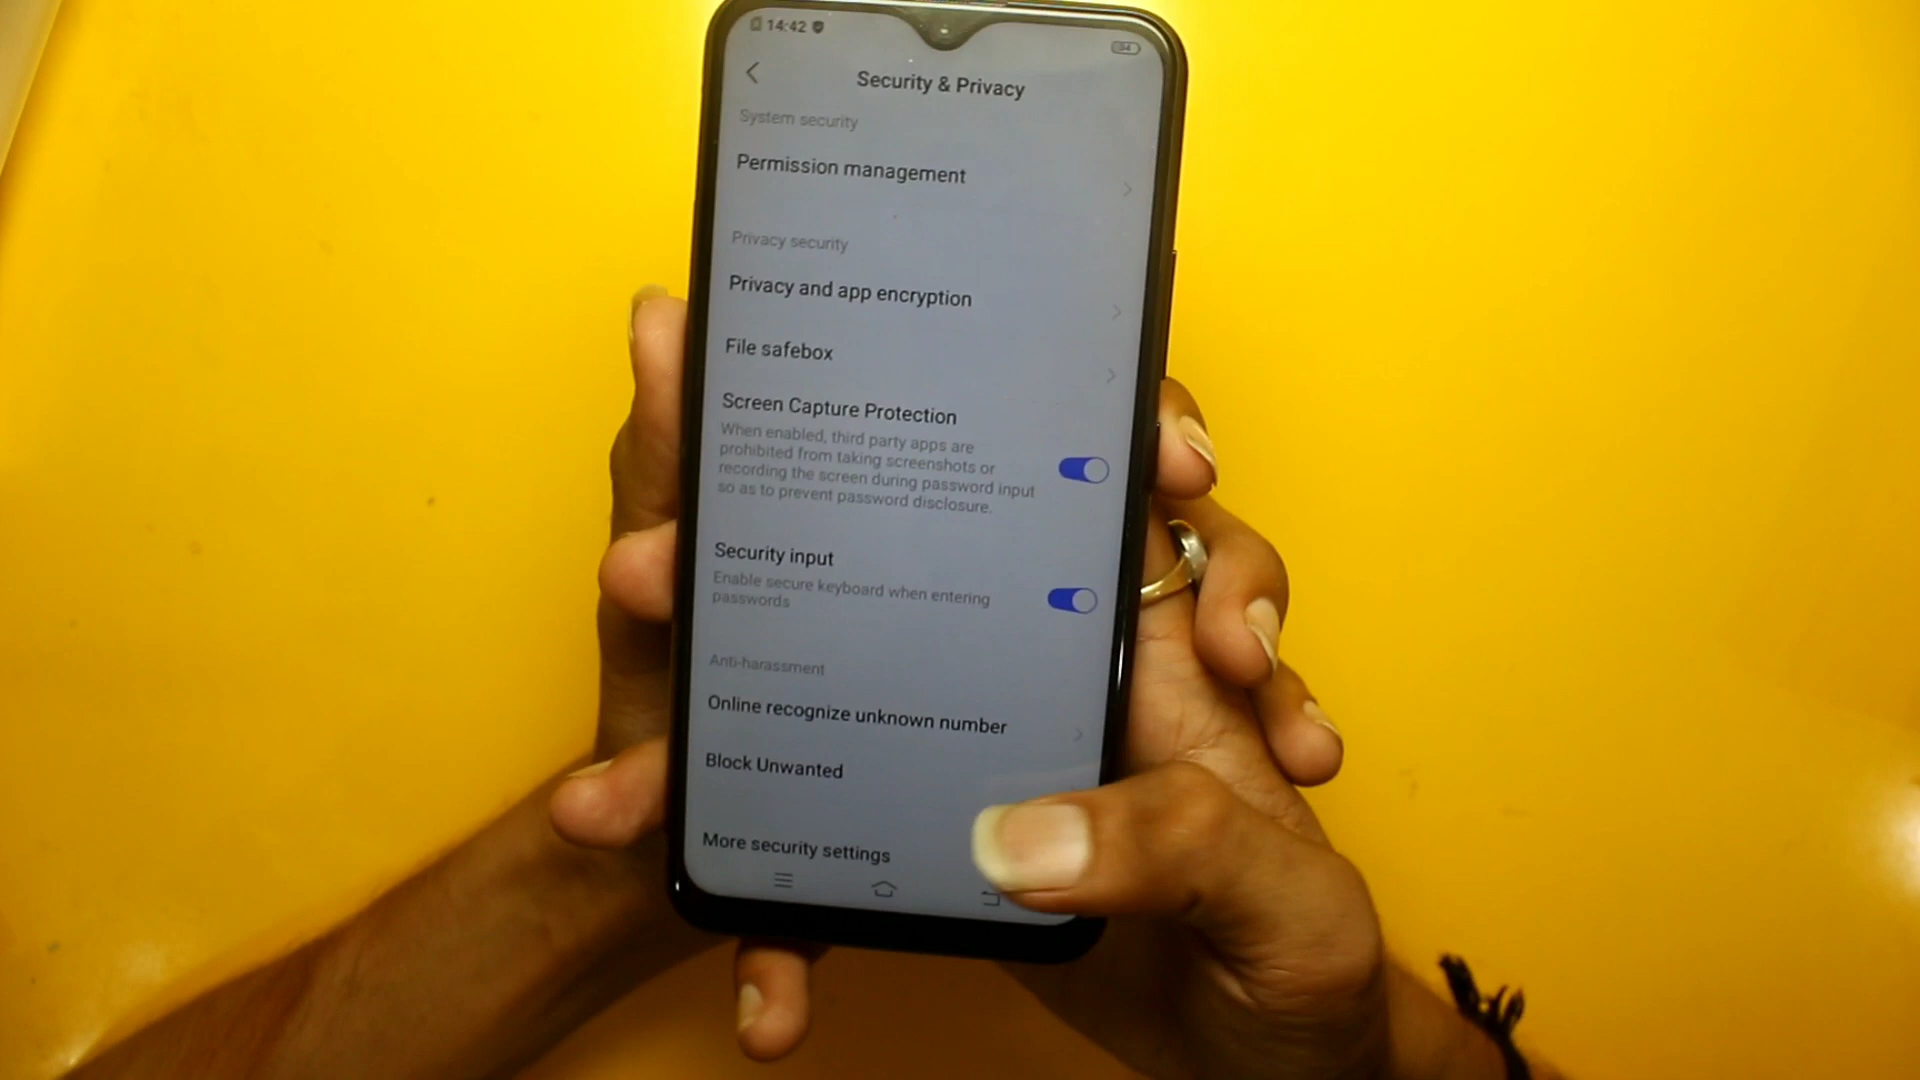 14:42
84
Security & Privacy
System security
Permission management
Privacy security
Privacy and app encryption
File safebox
Screen Capture Protection
When enabled, third party apps are
prohibited from taking screenshots or
recording the screen during password input
so as to prevent password disclosure.
Security input
Enable secure keyboard when entering
passwords
Anti-harassment
Online recognize unknown number
Block Unwanted
More security settings